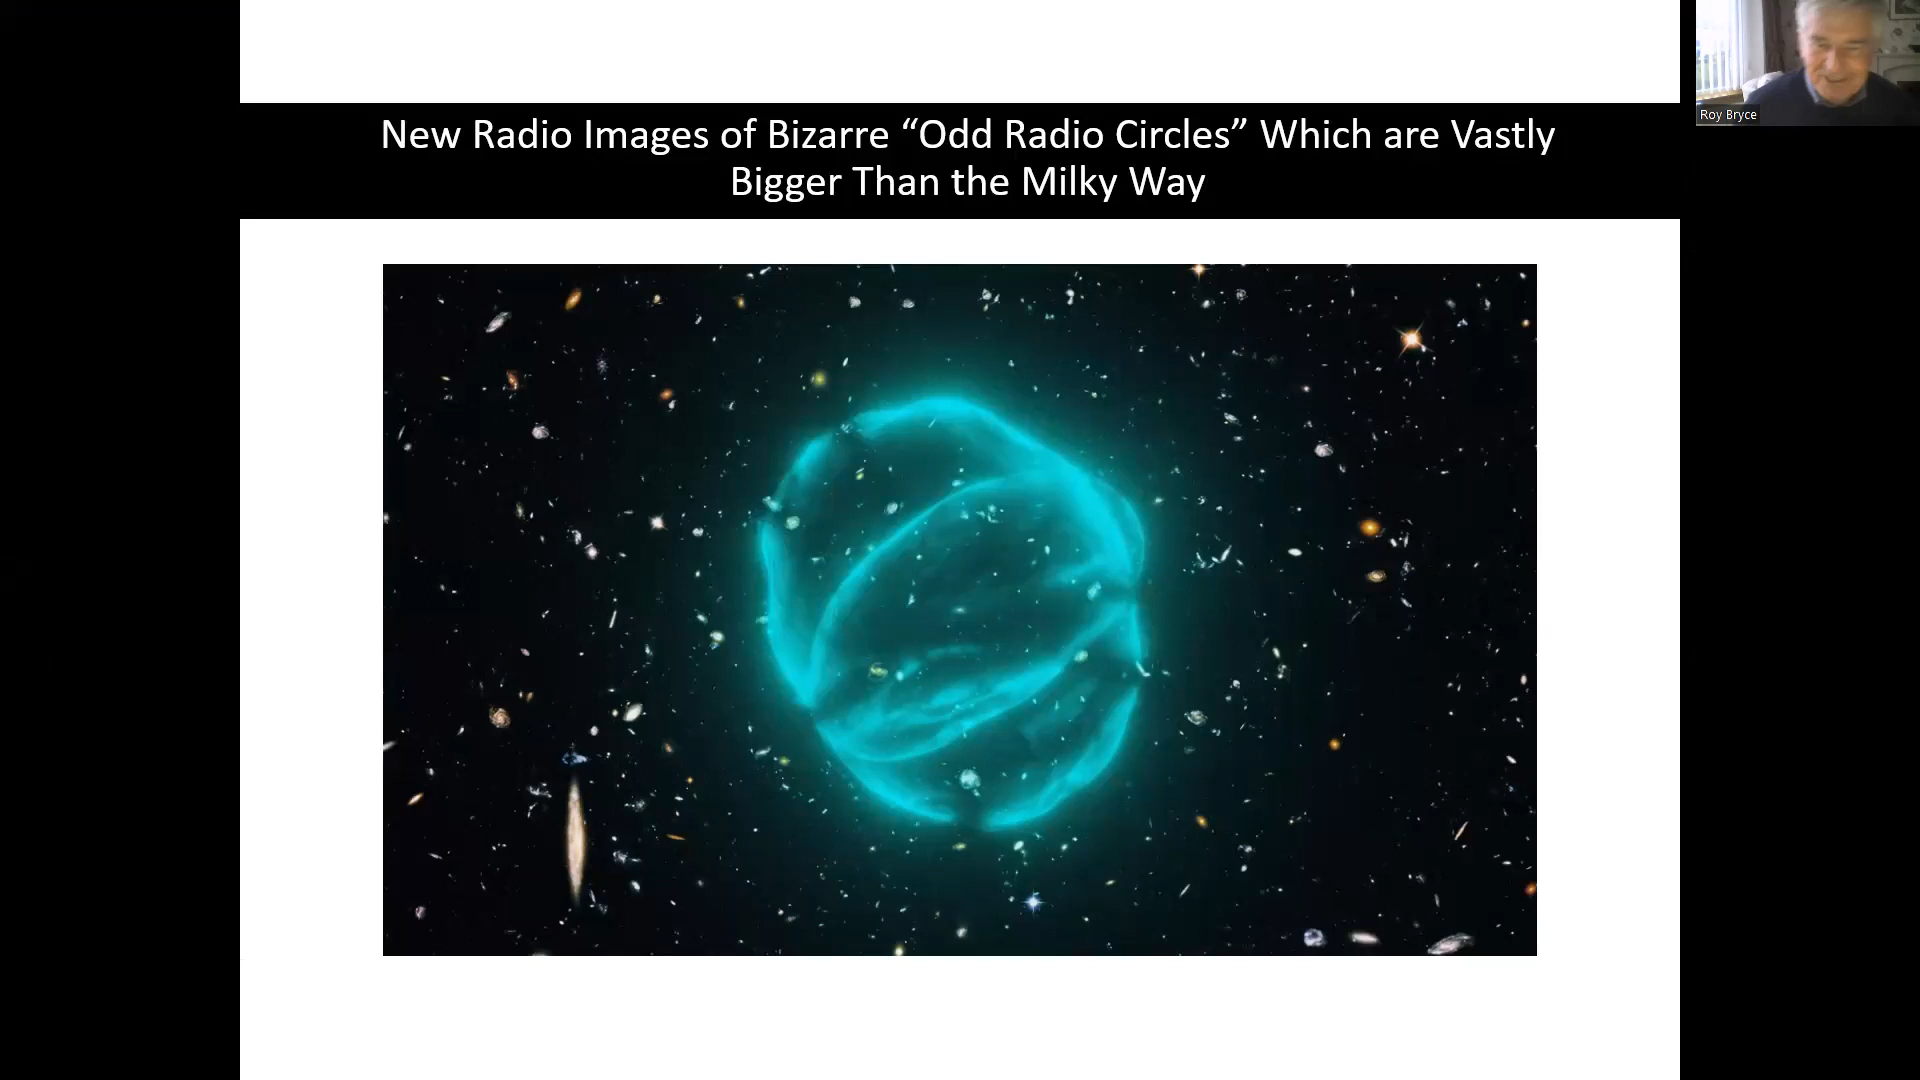 New Radio Images of Bizarre “Odd Radio Circles” Which are Vastly
Bigger Than the Milky Way
Roy Bryce